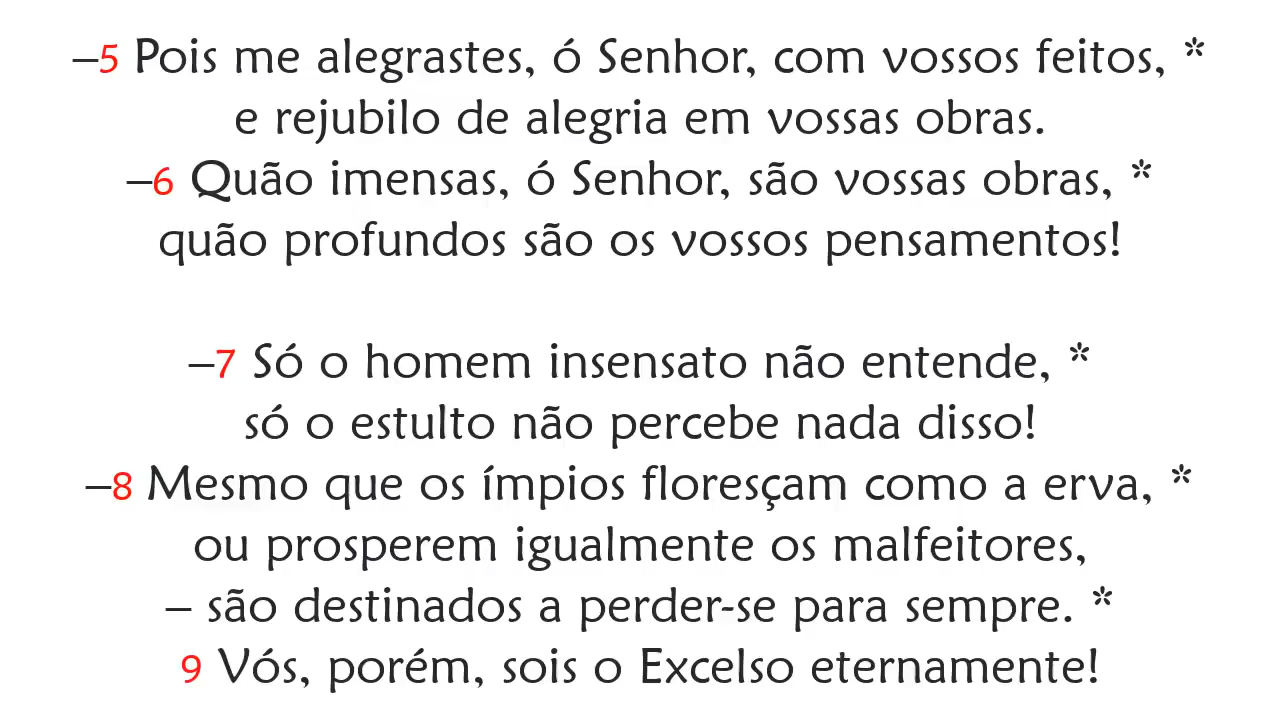 –5 Pois me alegrastes, ó Senhor, com vossos feitos, *
e rejubilo de alegria em vossas obras.
–6 Quão imensas, ó Senhor, são vossas obras, *
quão profundos são os vossos pensamentos!
–7 Só o homem insensato não entende, *
só o estulto não percebe nada disso!
–8 Mesmo que os ímpios floresçam como a erva, *
ou prosperem igualmente os malfeitores,
– são destinados a perder-se para sempre. *
9 Vós, porém, sois o Excelso eternamente!